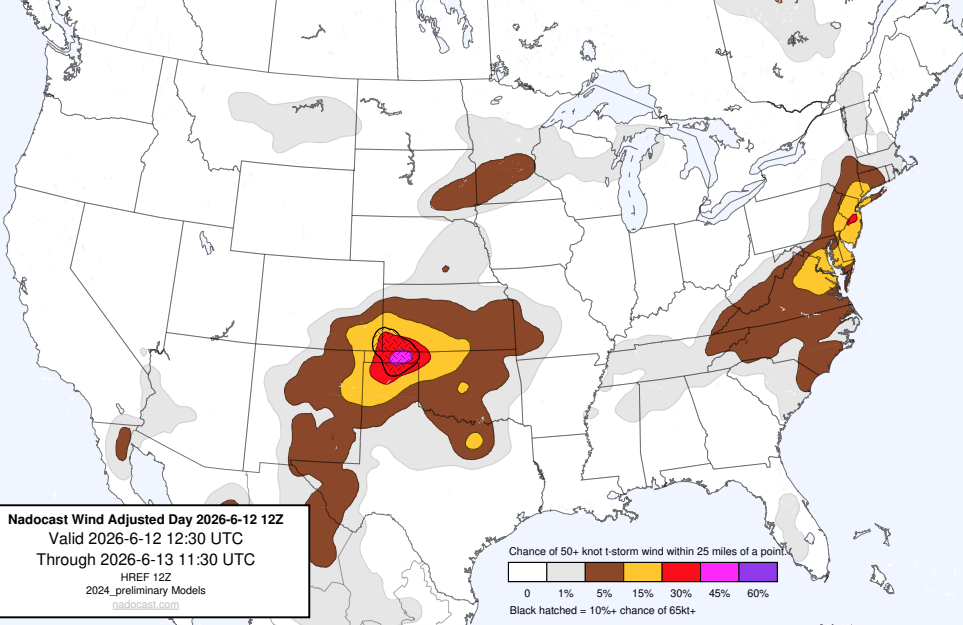 Nadocast Wind Adjusted Day 2026-6-12 12Z
Valid 2026-6-12 12:30 UTC
Through 2026-6-13 11:30 UTC
HREF 12Z
2024_preliminary Models
nadocast.com
Chance of 50+ knot t-storm wind within 25 miles of a point.
0 1% 5% 15% 30% 45% 60%
Black hatched = 10%+ chance of 65kt+